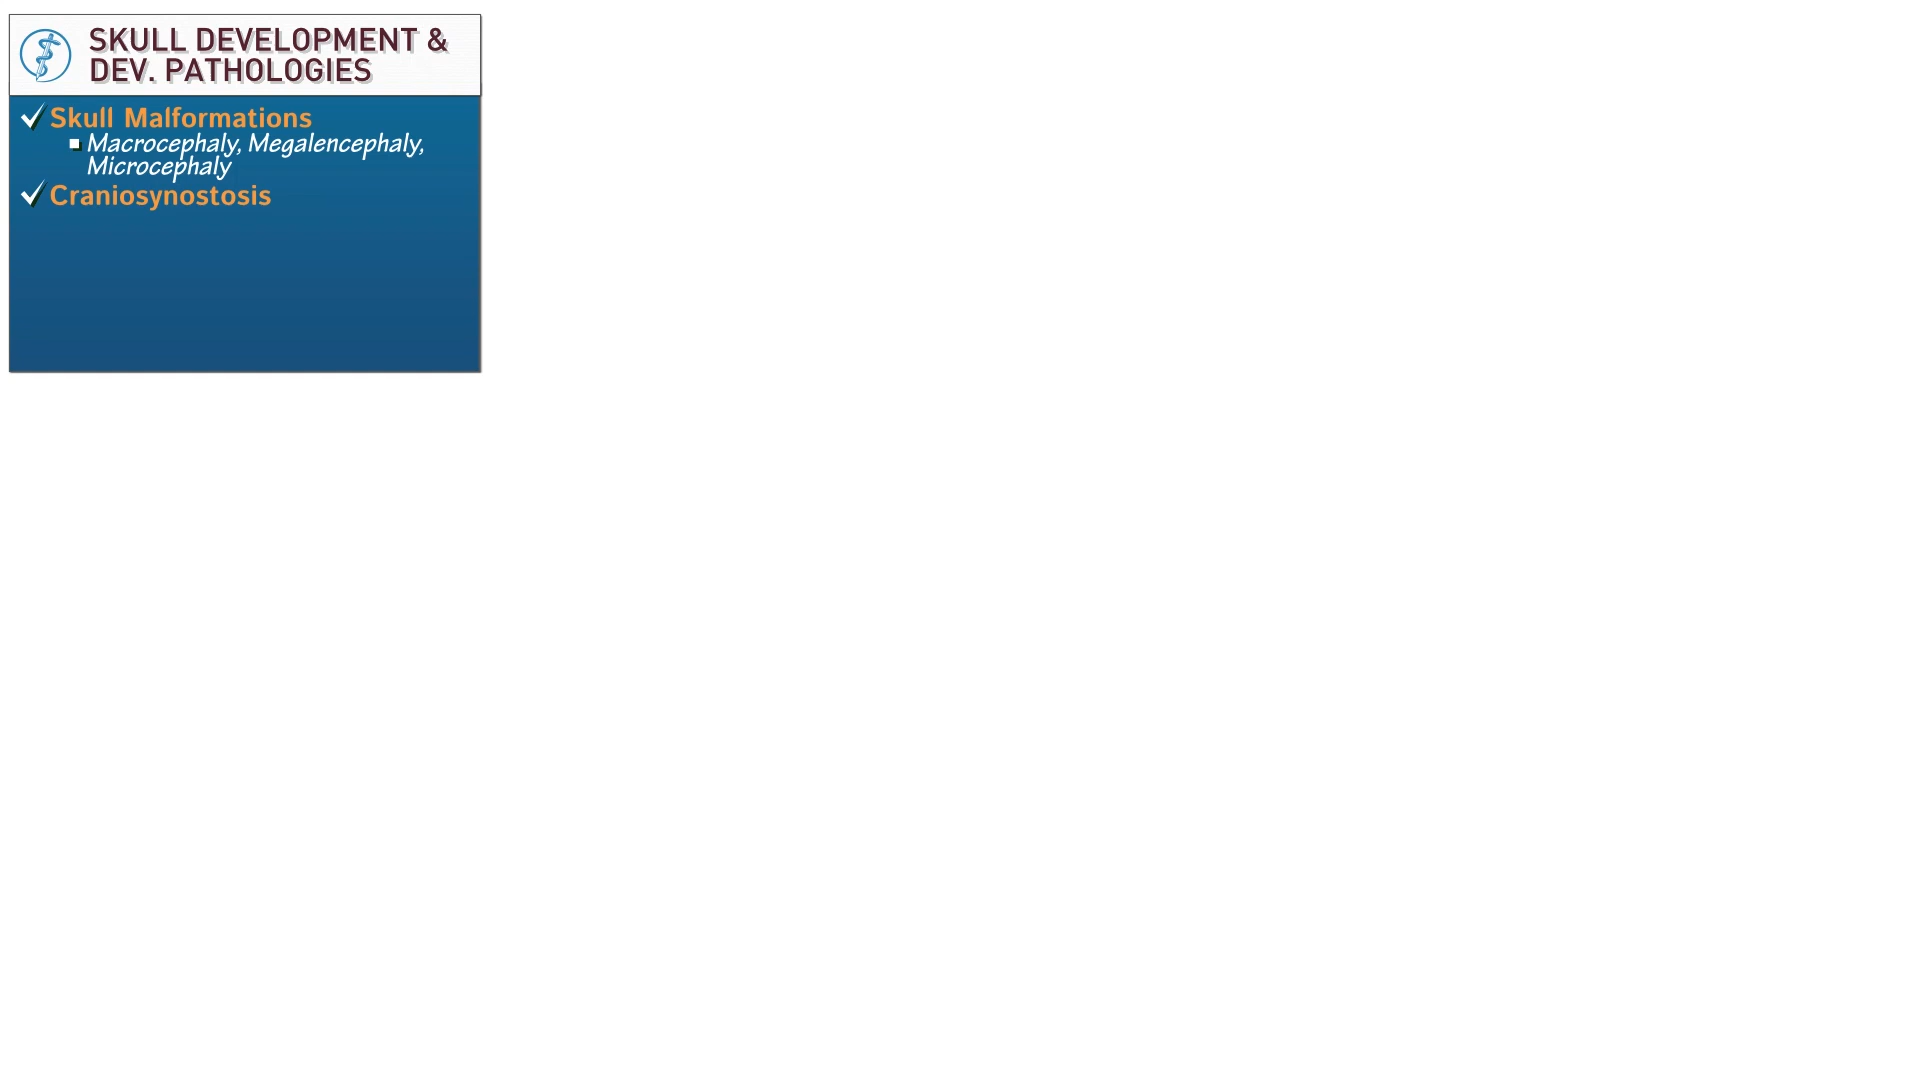 SKULL DEVELOPMENT &
DEV. PATHOLOGIES
Skull Malformations
Macrocephaly, Megalencephaly,
Microcephaly
Craniosynostosis